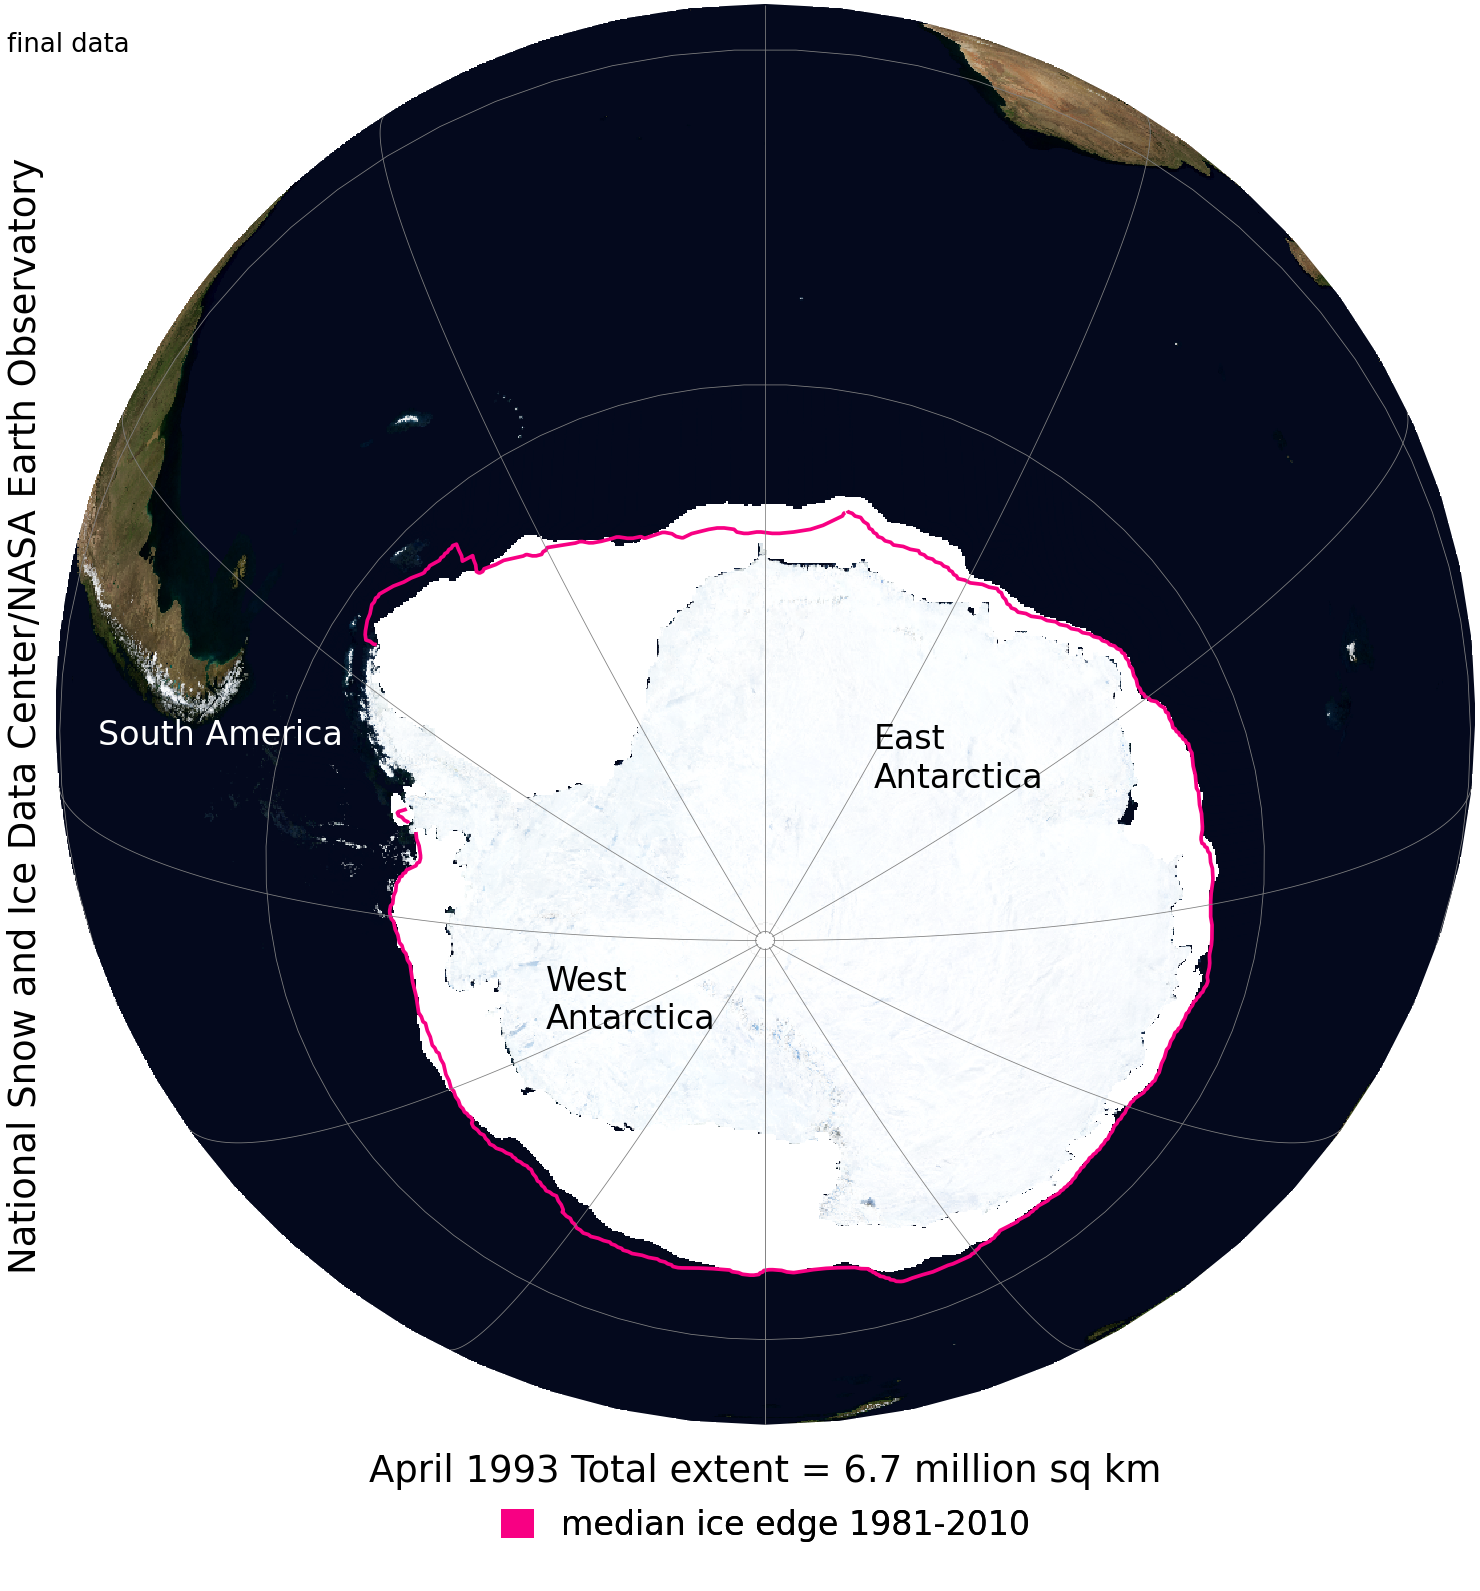 final data
National Snow and Ice Data Center/NASA Earth Observatory
South America
East
Antarctica
West
Antarctica
April 1993 Total extent = 6.7 million sq km
median ice edge 1981-2010